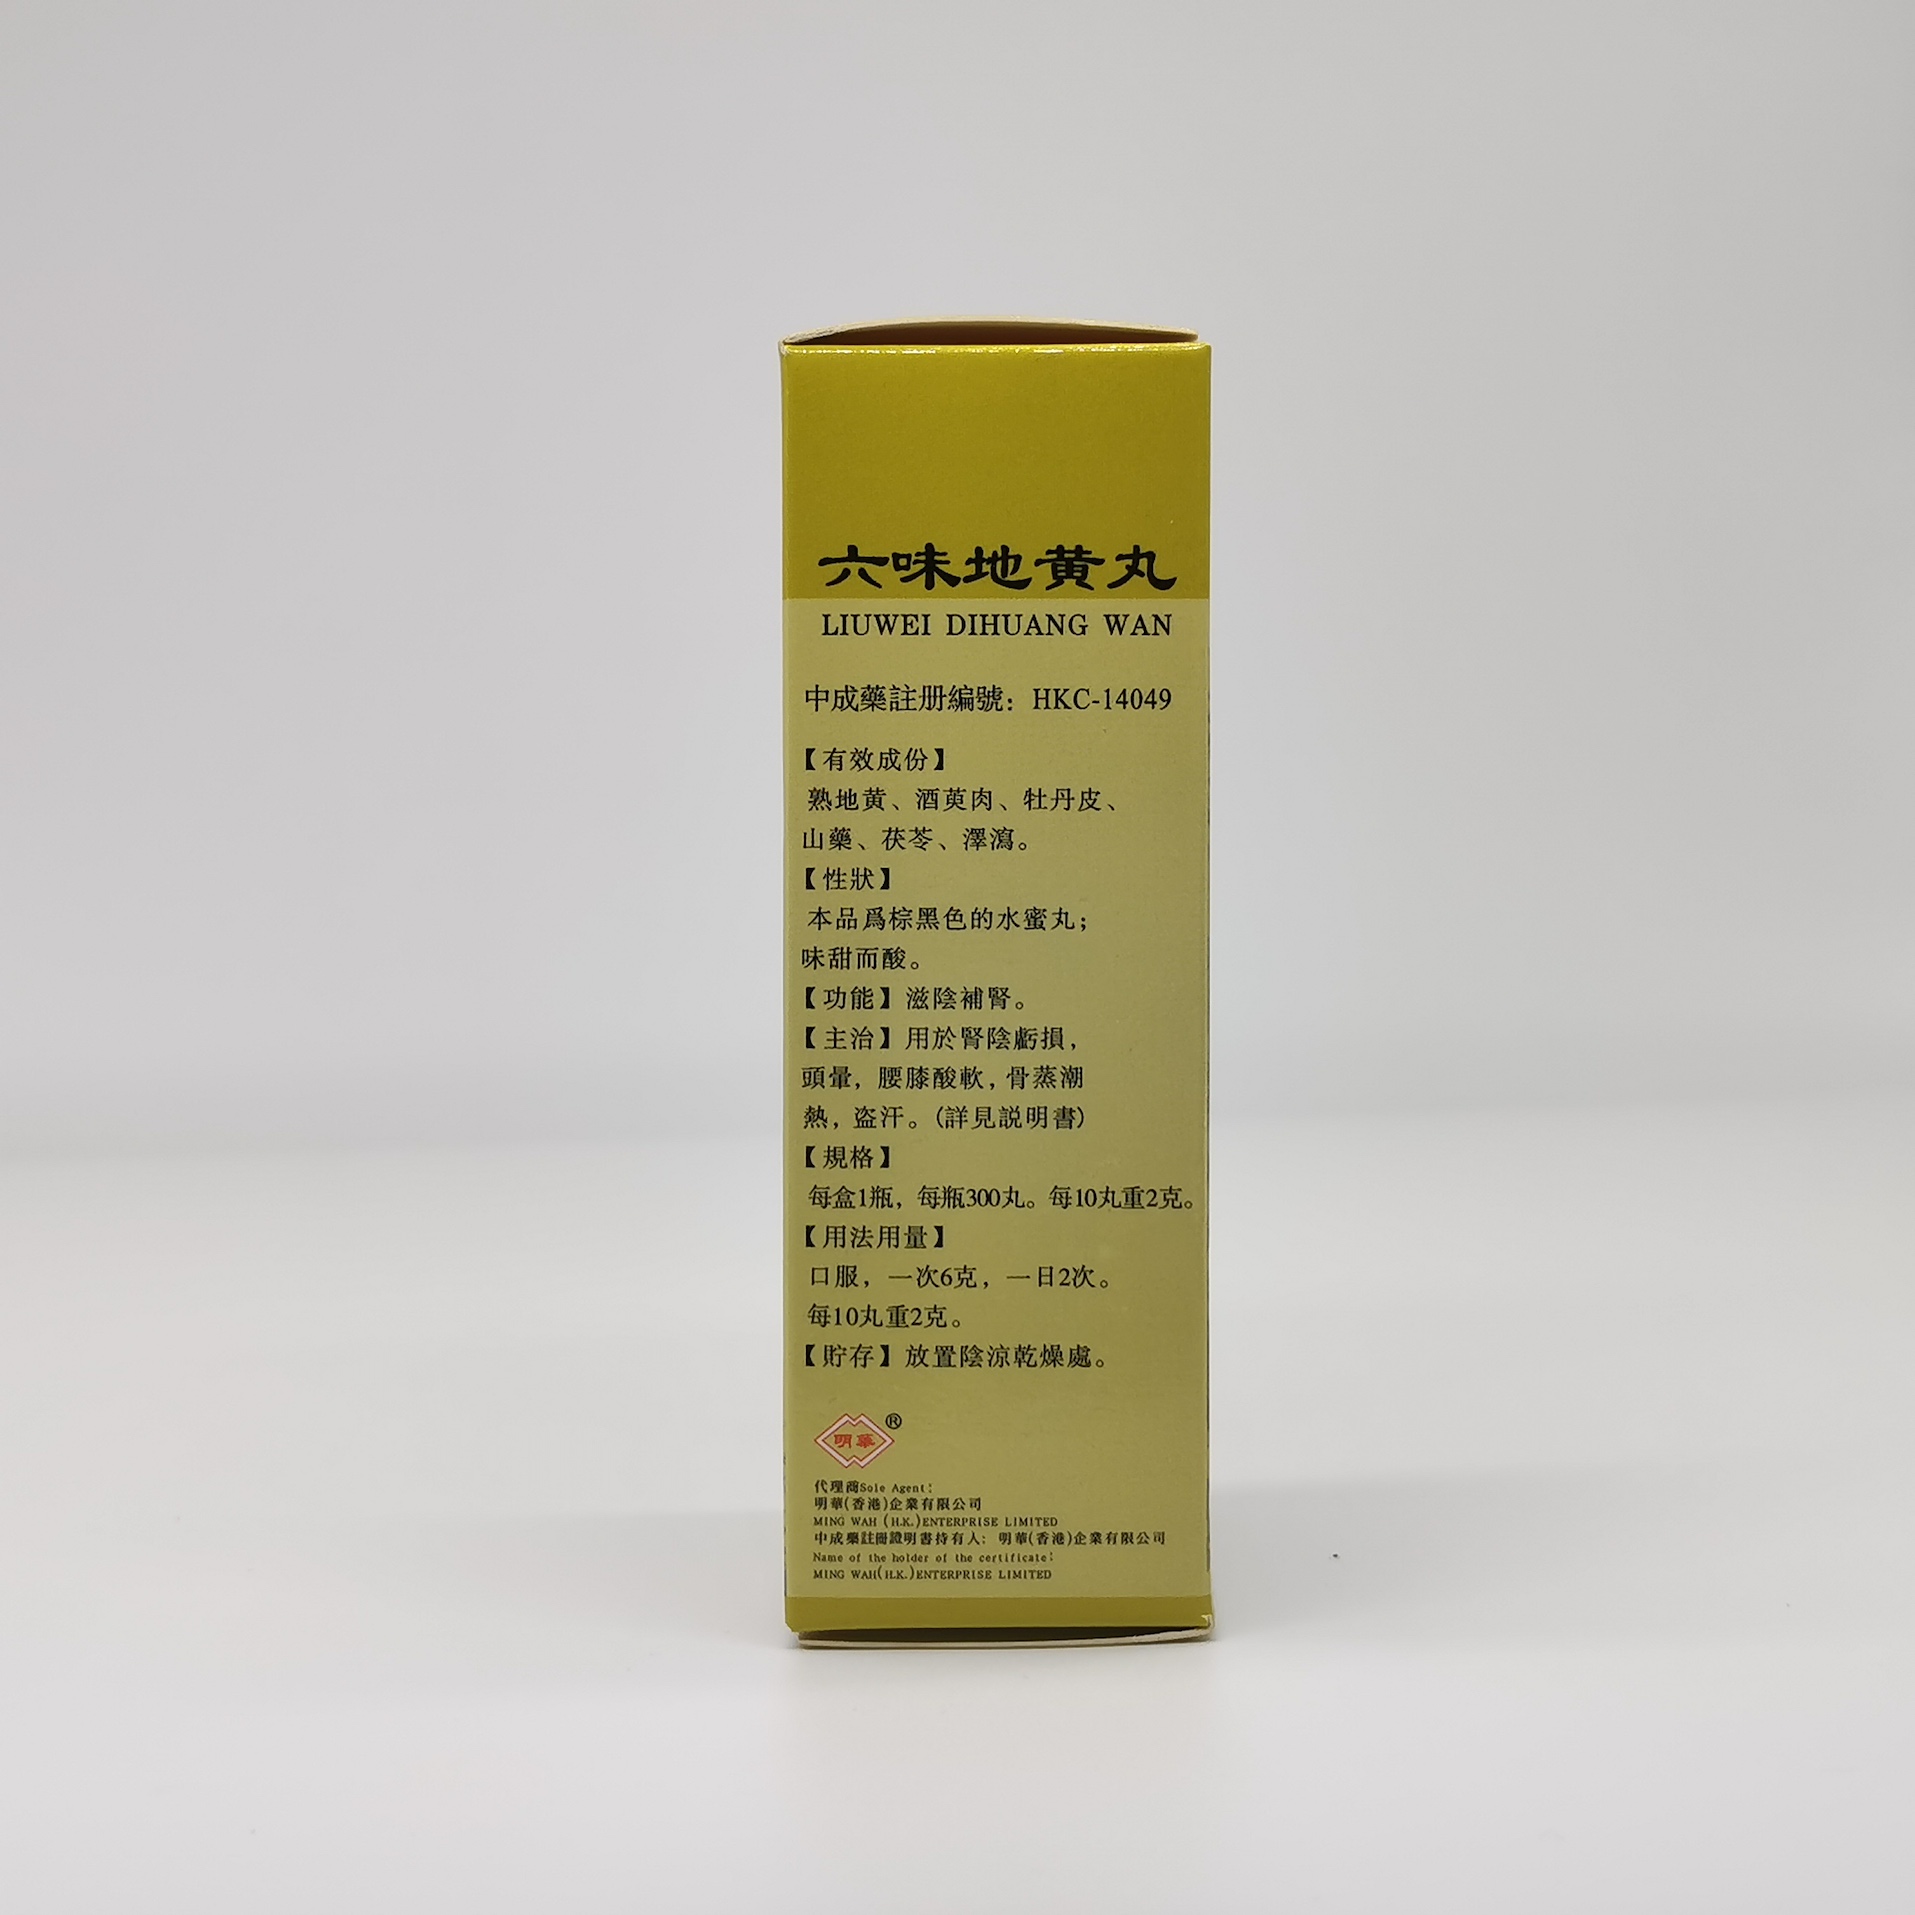 六味地黄丸
LIUWEI DIHUANG WAN
中成藥註册編號：HKC-14049
【有效成份】
熟地黄、酒萸肉、牡丹皮、
山藥、茯苓、澤瀉。
【性狀】
本品爲棕黑色的水蜜丸；
味甜而酸。
【功能】滋陰補腎。
【主治】用於腎陰虧損，
頭暈，腰膝酸軟，骨蒸潮
熱，盗汗。(詳見説明書)
【規格】
每盒1瓶，每瓶300丸。每10丸重2克。
【用法用量】
口服，一次6克，一日2次。
每10丸重2克。
【貯存】放置陰涼乾燥處。
明華®
代理商Sole Agent:
明華(香港)企業有限公司
MING WAH (H.K.)ENTERPRISE LIMITED
中成藥註冊證明書持有人：明華(香港)企業有限公司
Name of the holder of the certificate:
MING WAH(H.K.)ENTERPRISE LIMITED